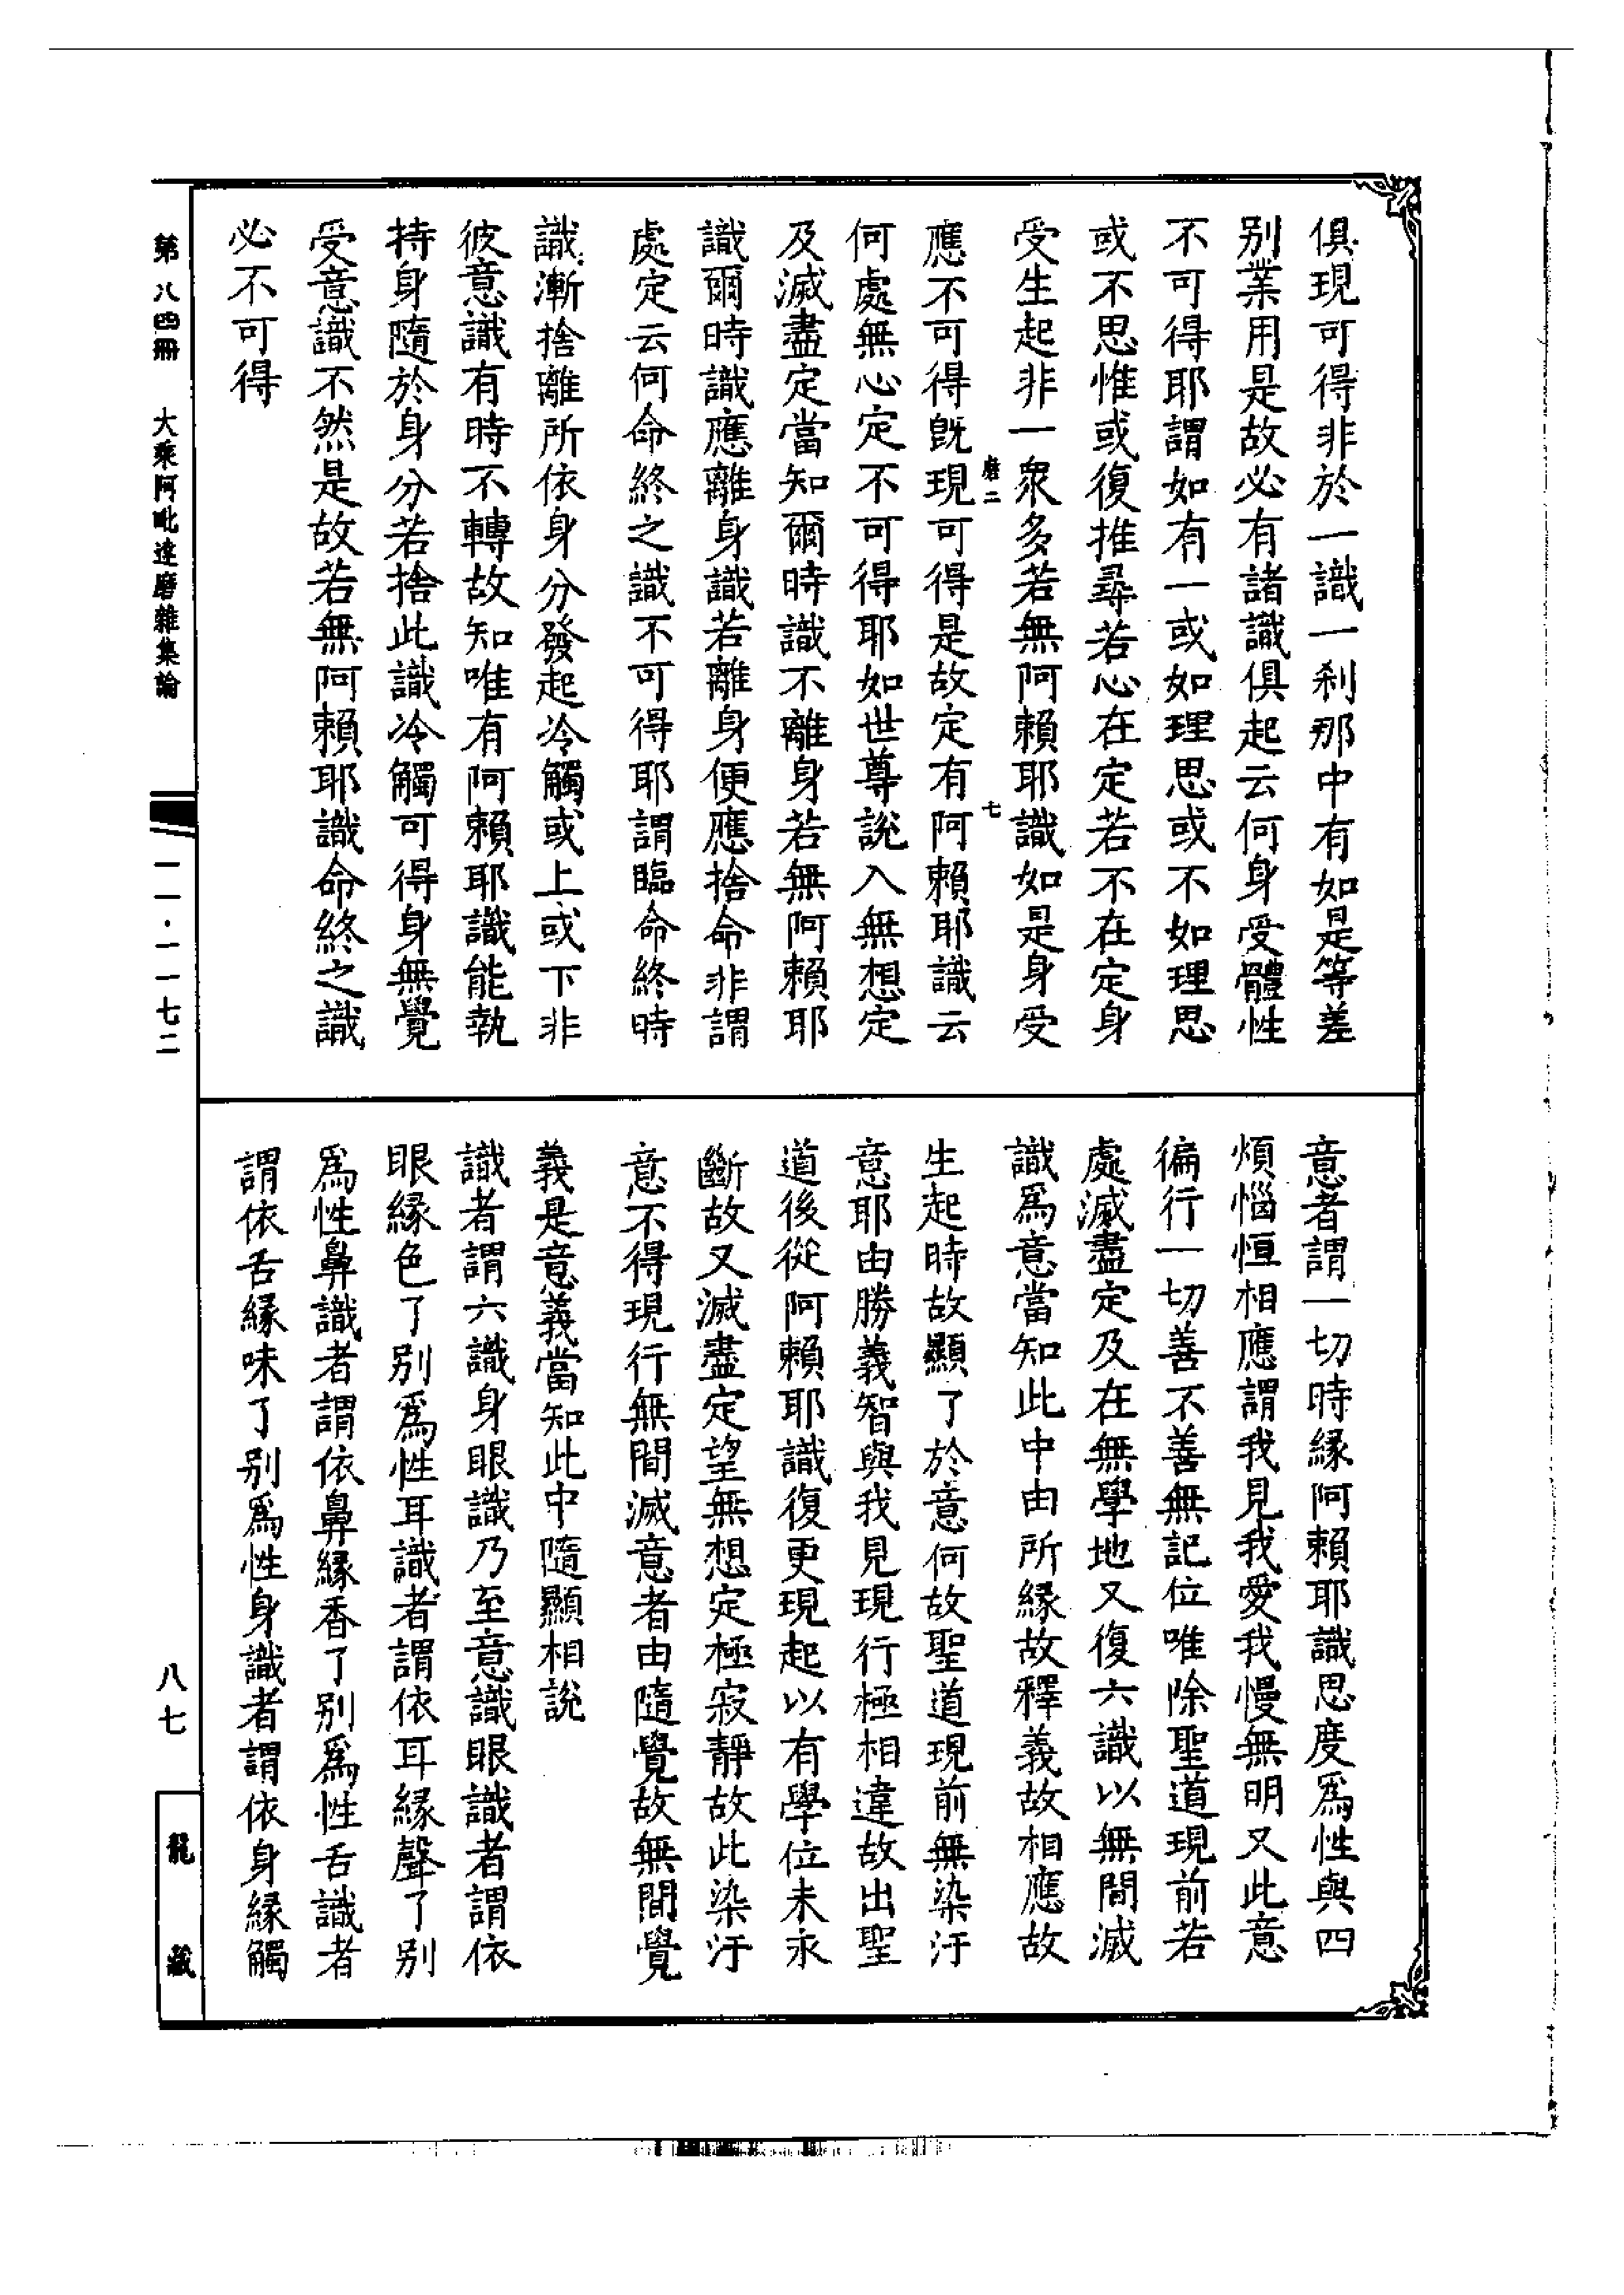 俱現可得非於一識一剎那中有如是等差
別業用是故必有諸識俱起云何身受體性
不可得耶謂如有一或如理思或不如理思
或不思惟或復推尋若心在定若不在定身
受生起非一衆多若無阿賴耶識如是身受
應不可得旣現可得是故定有阿賴耶識云
何處無心定不可得耶如世尊說入無想定
及滅盡定當知爾時識不離身若無阿賴耶
識爾時識應離身識若離身便應捨命非謂
處定云何命終之識不可得耶謂臨命終時
識漸捨離所依身分發起冷觸或上或下非
彼意識有時不轉故知唯有阿賴耶識能執
持身隨於身分若捨此識冷觸可得身無覺
受意識不然是故若無阿賴耶識命終之識
必不可得
意者謂一切時緣阿賴耶識思度爲性與四
煩惱恒相應謂我見我愛我慢無明又此意
徧行一切善不善無記位唯除聖道現前若
處滅盡定及在無學地又復六識以無間滅
識爲意當知此中由所緣故釋義故相應故
生起時故顯了於意何故聖道現前無染汙
意耶由勝義智與我見現行極相違故出聖
道後從阿賴耶識復更現起以有學位未永
斷故又滅盡定望無想定極寂靜故此染汙
意不得現行無間滅意者由隨覺故無間覺
義是意義當知此中隨顯相說
識者謂六識身眼識乃至意識眼識者謂依
眼緣色了別爲性耳識者謂依耳緣聲了別
爲性鼻識者謂依鼻緣香了別爲性舌識者
謂依舌緣味了別爲性身識者謂依身緣觸
磨二 七
第八四冊 大乘阿毗達磨雜集論
一一·一一七二
八七
龍藏